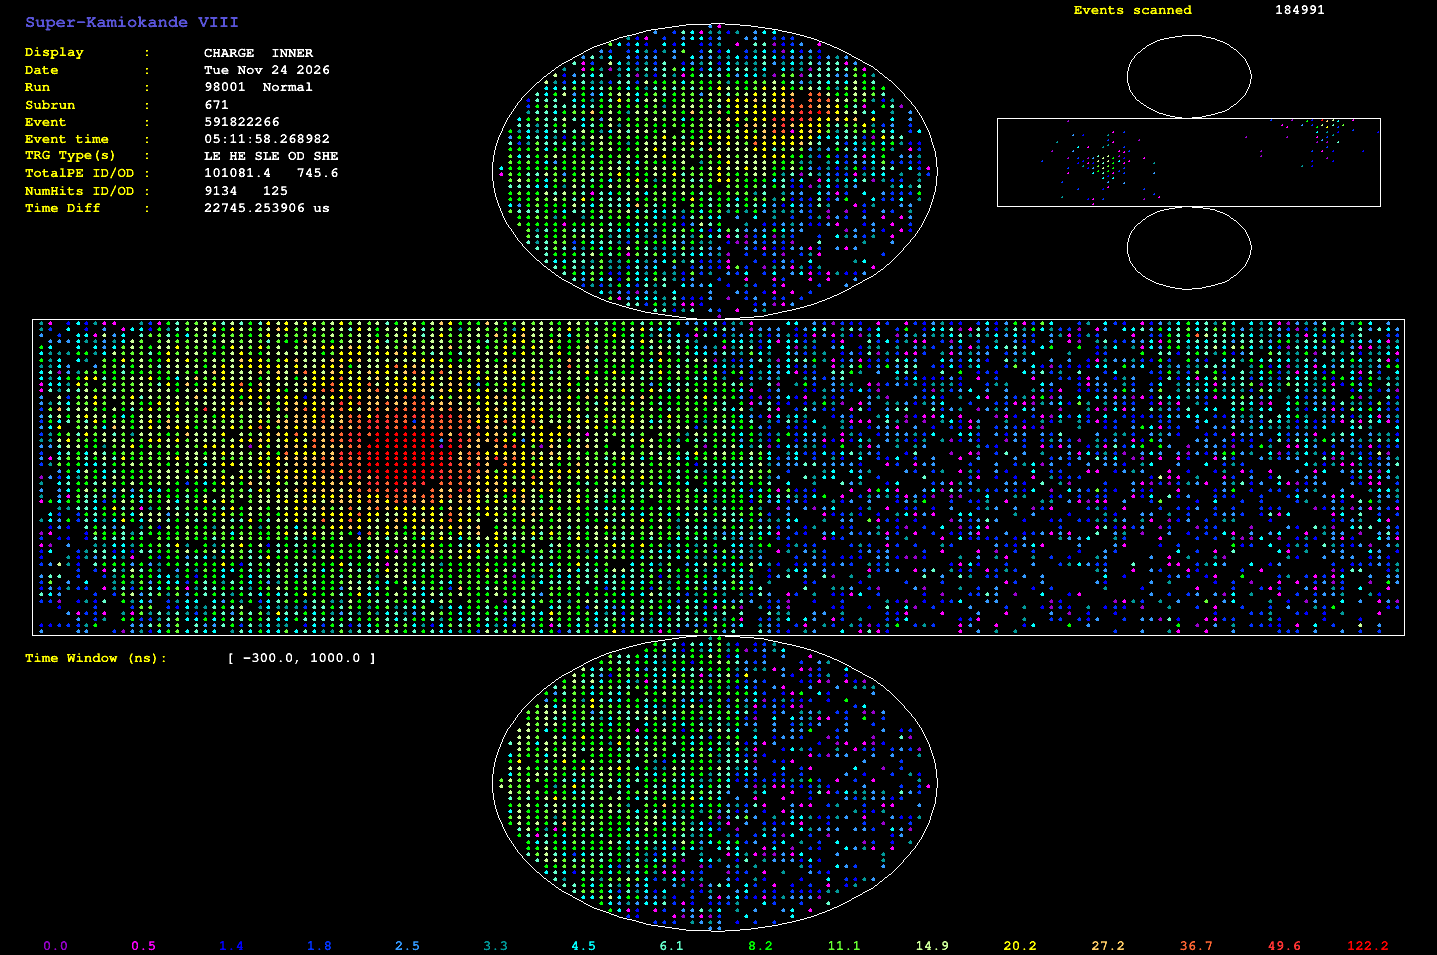 Super-Kamiokande VIII
Events scanned 184991
Display : CHARGE INNER
Date : Tue Nov 24 2026
Run : 98001 Normal
Subrun : 671
Event : 591822266
Event time : 05:11:58.268982
TRG Type(s) : LE HE SLE OD SHE
TotalPE ID/OD : 101081.4 745.6
NumHits ID/OD : 9134 125
Time Diff : 22745.253906 us
Time Window (ns): [ -300.0, 1000.0 ]
0.0 0.5 1.4 1.8 2.5 3.3 4.5 6.1 8.2 11.1 14.9 20.2 27.2 36.7 49.6 122.2